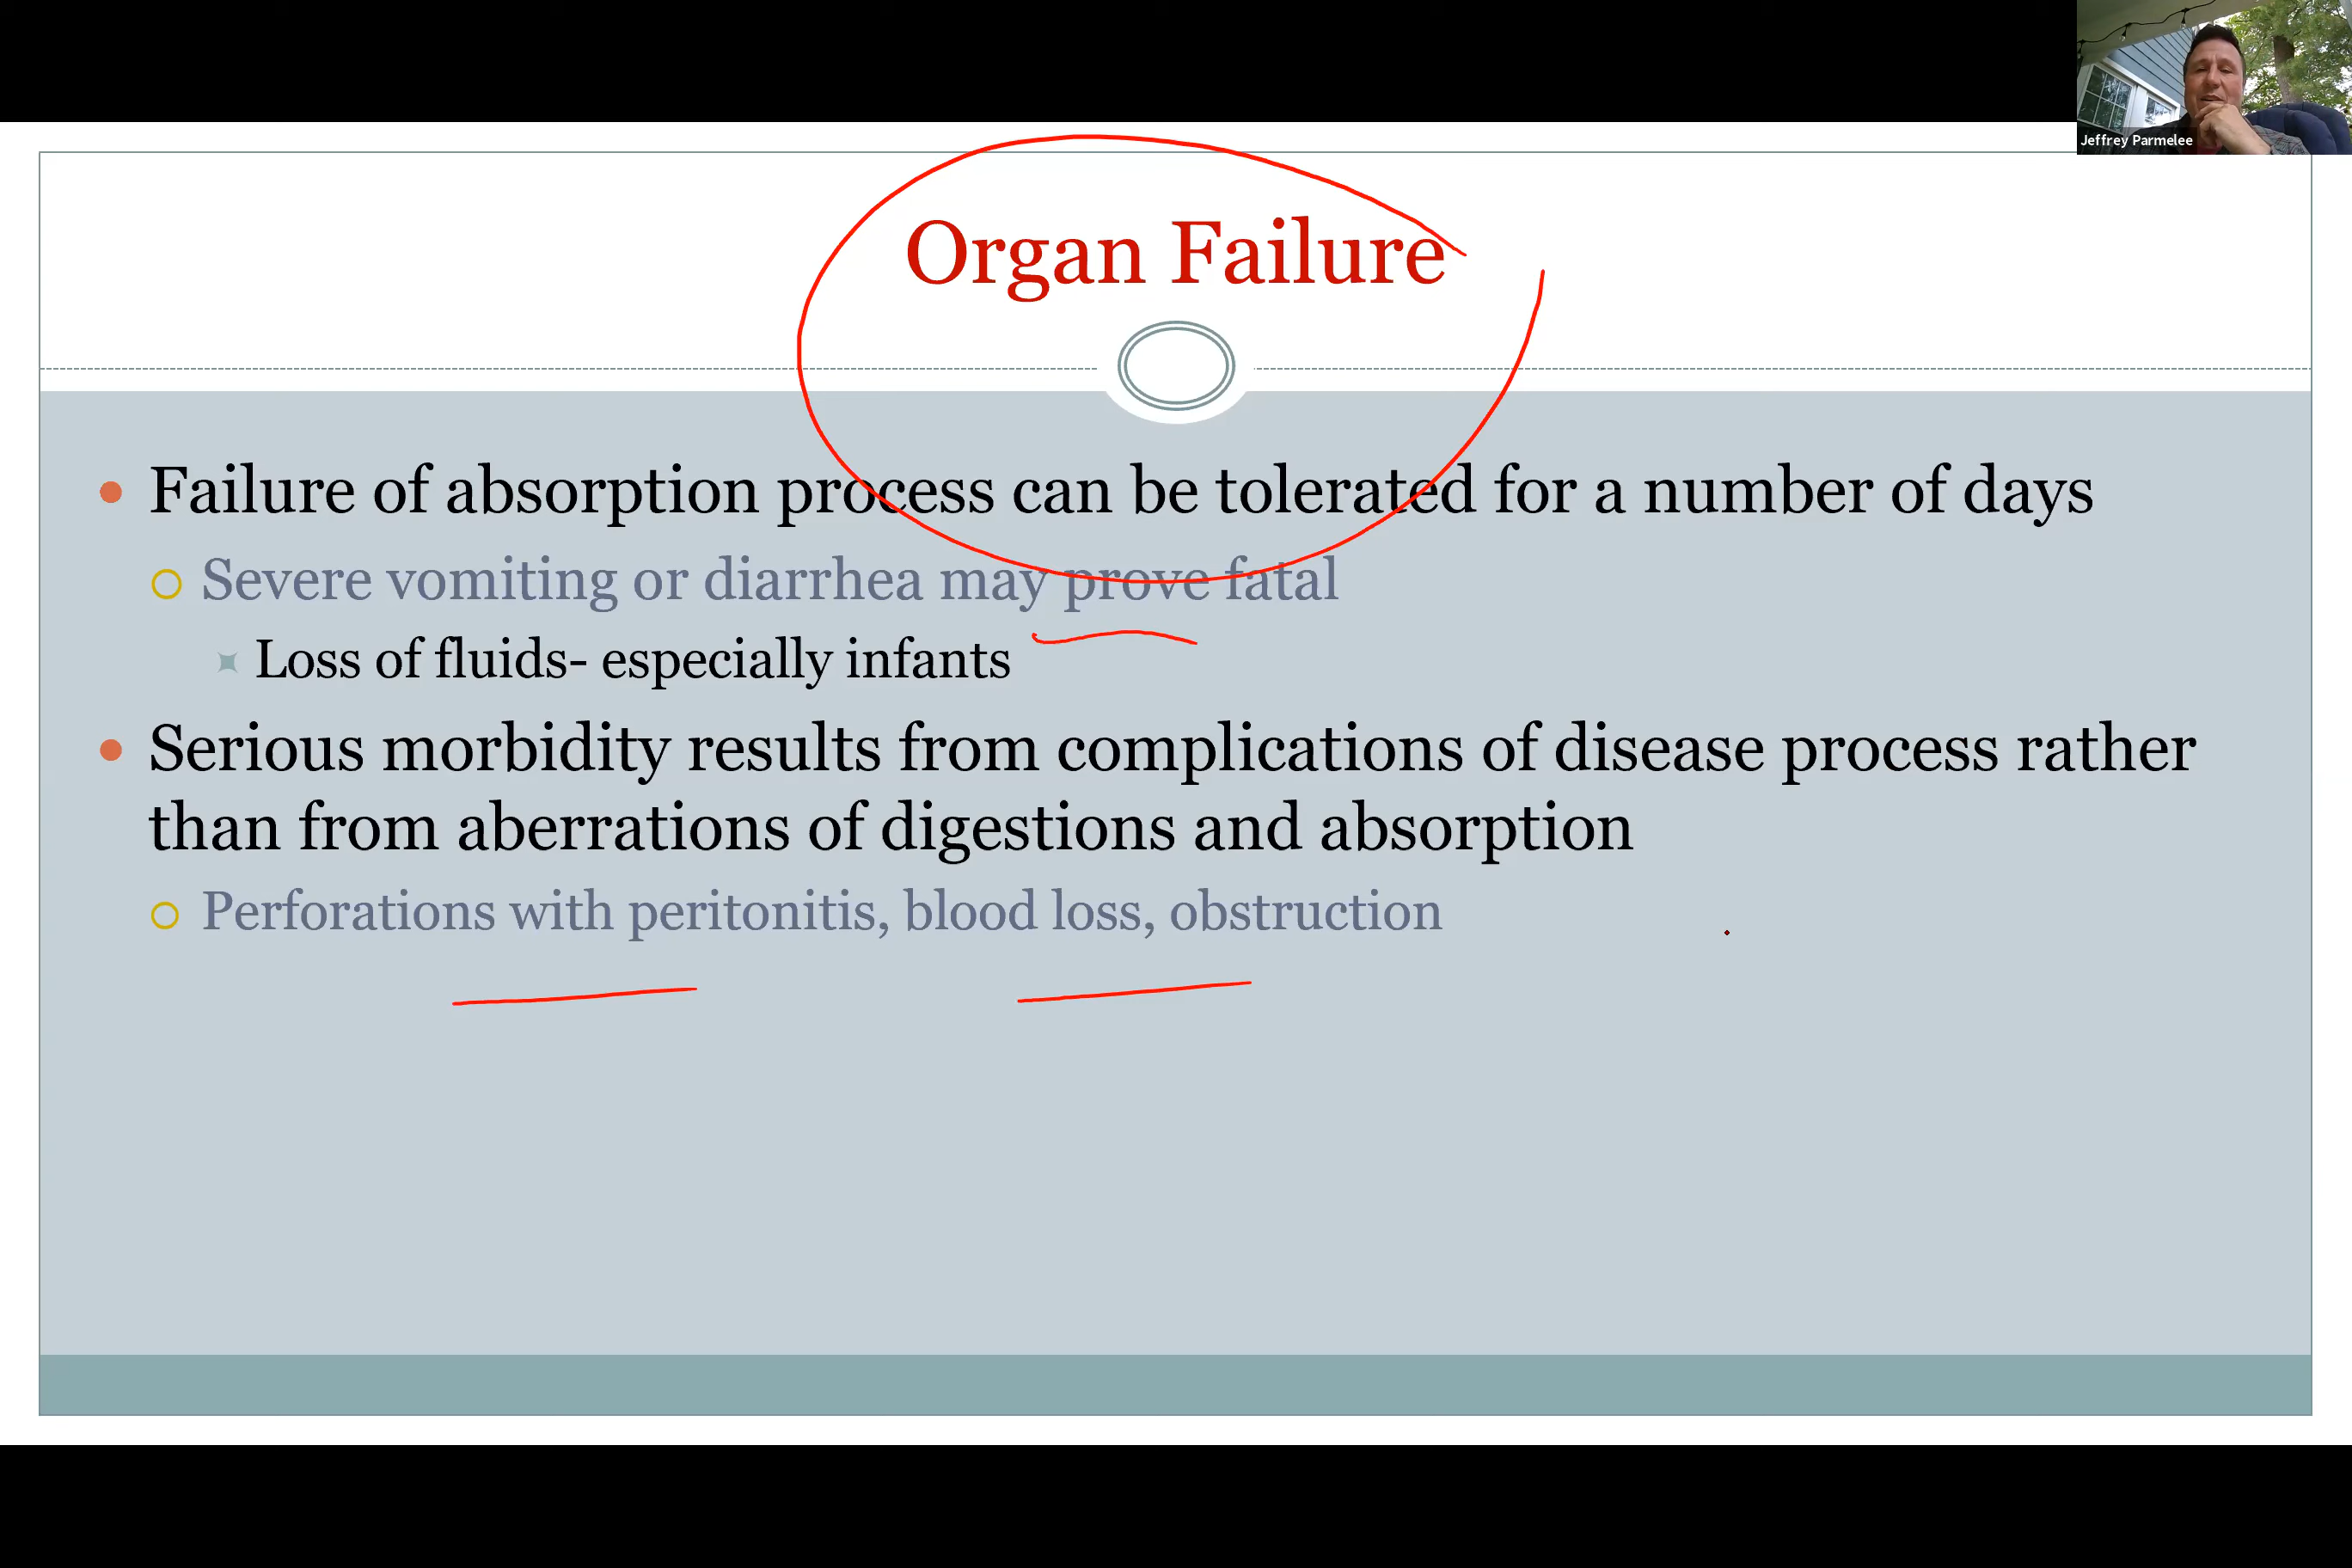 Jeffrey Parmelee
Organ Failure
Failure of absorption process can be tolerated for a number of days
Severe vomiting or diarrhea may prove fatal
Loss of fluids- especially infants
Serious morbidity results from complications of disease process rather
than from aberrations of digestions and absorption
Perforations with peritonitis, blood loss, obstruction